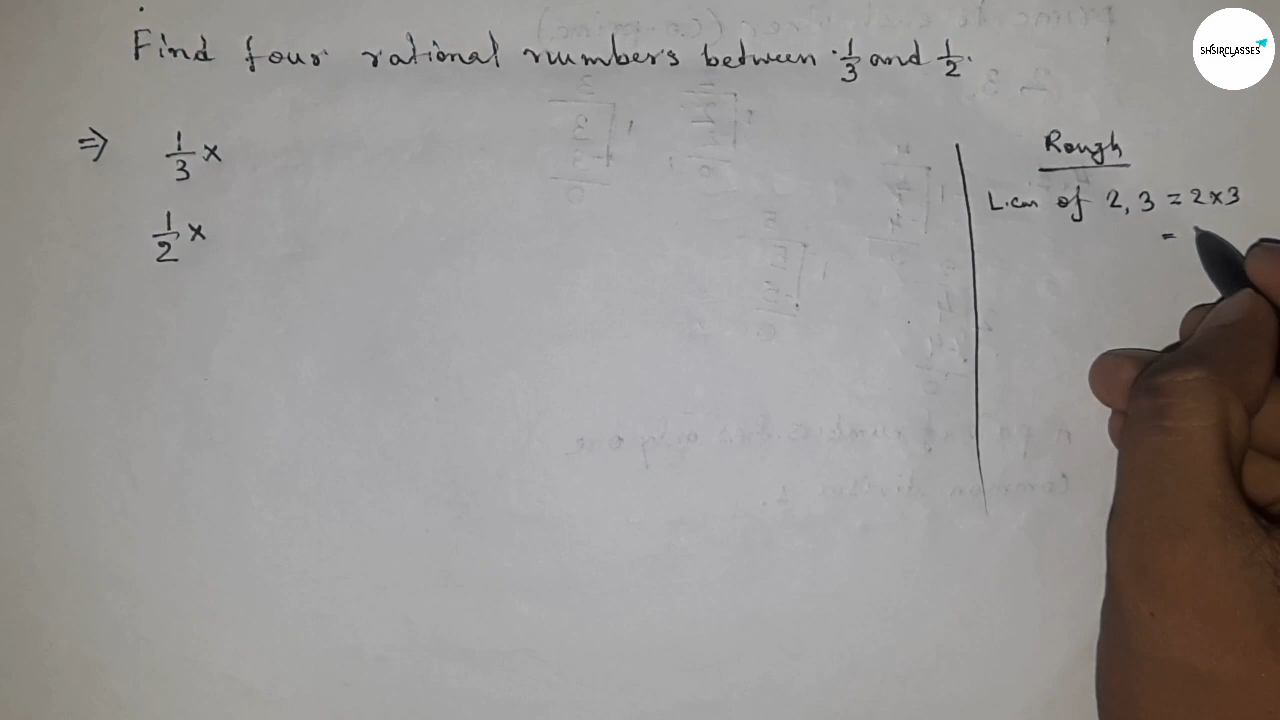 Find four rational numbers between 1/3 and 1/2.
SHSIRCLASSES
⇒ 1/3 ×
1/2 ×
Rough
L.cm of 2, 3 = 2×3
=